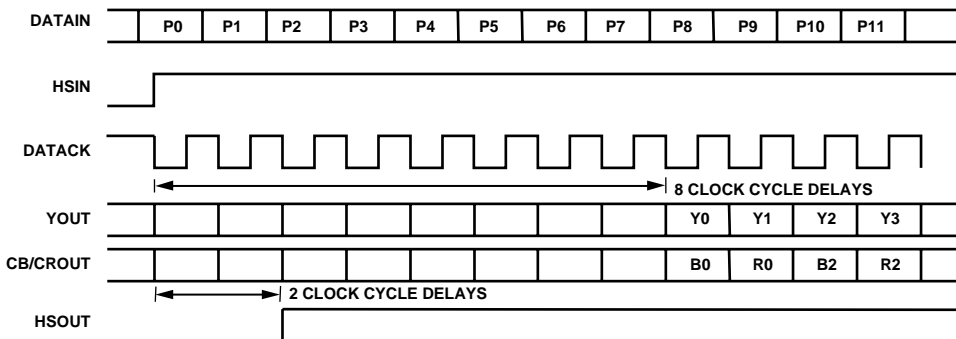 DATAIN P0 P1 P2 P3 P4 P5 P6 P7 P8 P9 P10 P11
HSIN
DATACK
8 CLOCK CYCLE DELAYS
YOUT Y0 Y1 Y2 Y3
CB/CROUT B0 R0 B2 R2
2 CLOCK CYCLE DELAYS
HSOUT